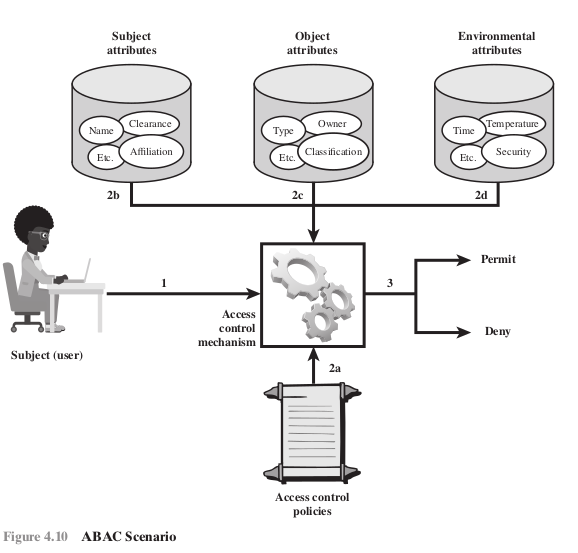 Subject
attributes
Object
attributes
Environmental
attributes
Name
Clearance
Etc.
Affiliation
Type
Owner
Etc.
Classification
Time
Temperature
Etc.
Security
2b
2c
2d
1
3
Permit
Deny
Access
control
mechanism
Subject (user)
2a
Access control
policies
Figure 4.10 ABAC Scenario